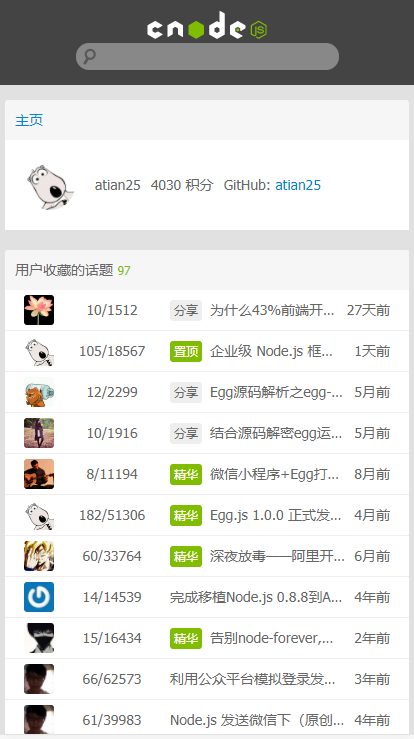 cnode JS
主页
atian25 4030 积分 GitHub: atian25
用户收藏的话题 97
10/1512 分享 为什么43%前端开... 27天前
105/18567 置顶 企业级 Node.js 框... 1天前
12/2299 分享 Egg源码解析之egg-... 5月前
10/1916 分享 结合源码解密egg运... 5月前
8/11194 精华 微信小程序+Egg打... 8月前
182/51306 精华 Egg.js 1.0.0 正式发... 4月前
60/33764 精华 深夜放毒——阿里开... 6月前
14/14539 完成移植Node.js 0.8.8到A... 4年前
15/16434 精华 告别node-forever,... 2年前
66/62573 利用公众平台模拟登录发... 3年前
61/39983 Node.js 发送微信下（原创... 4年前